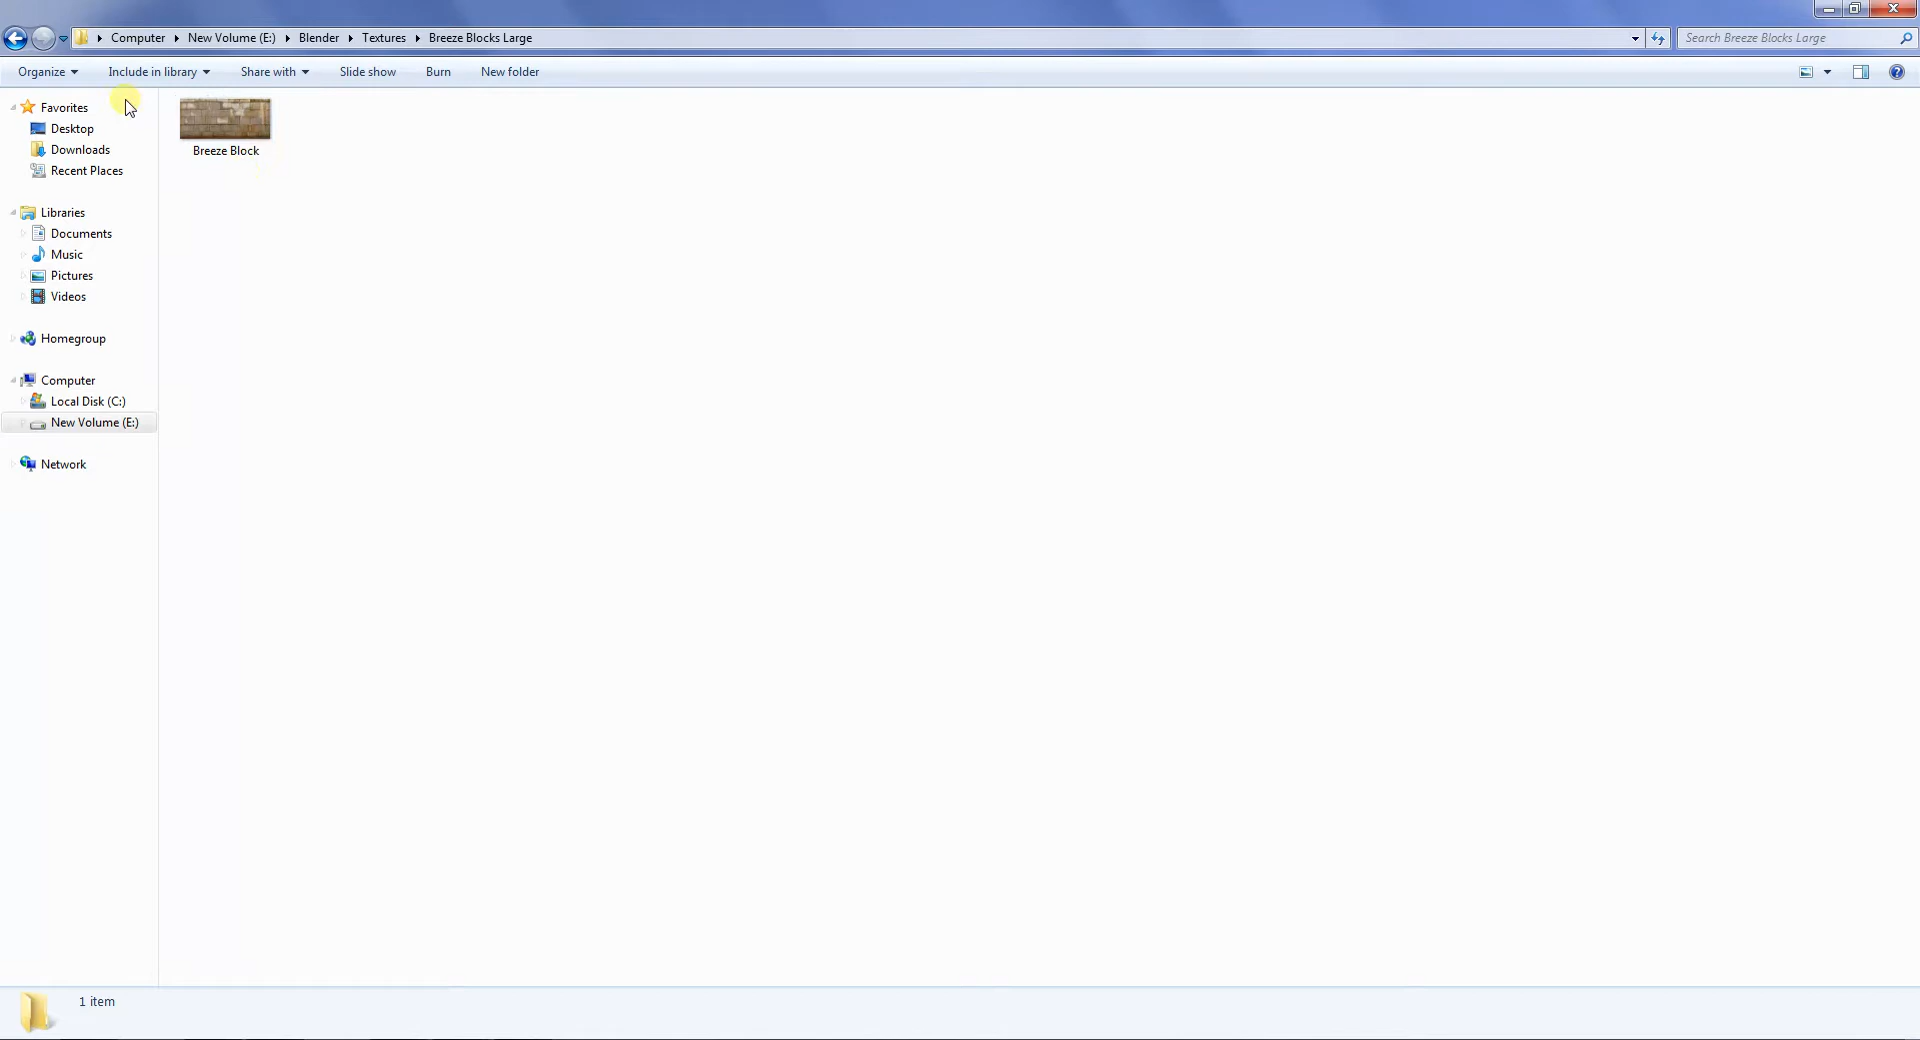 Computer New Volume (E:) Blender Textures Breeze Blocks Large Search Breeze Blocks Large
Organize Include in library Share with Slide show Burn New folder
Favorites
Desktop
Downloads
Recent Places
Libraries
Documents
Music
Pictures
Videos
Homegroup
Computer
Local Disk (C:)
New Volume (E:)
Network
Breeze Block
1 item